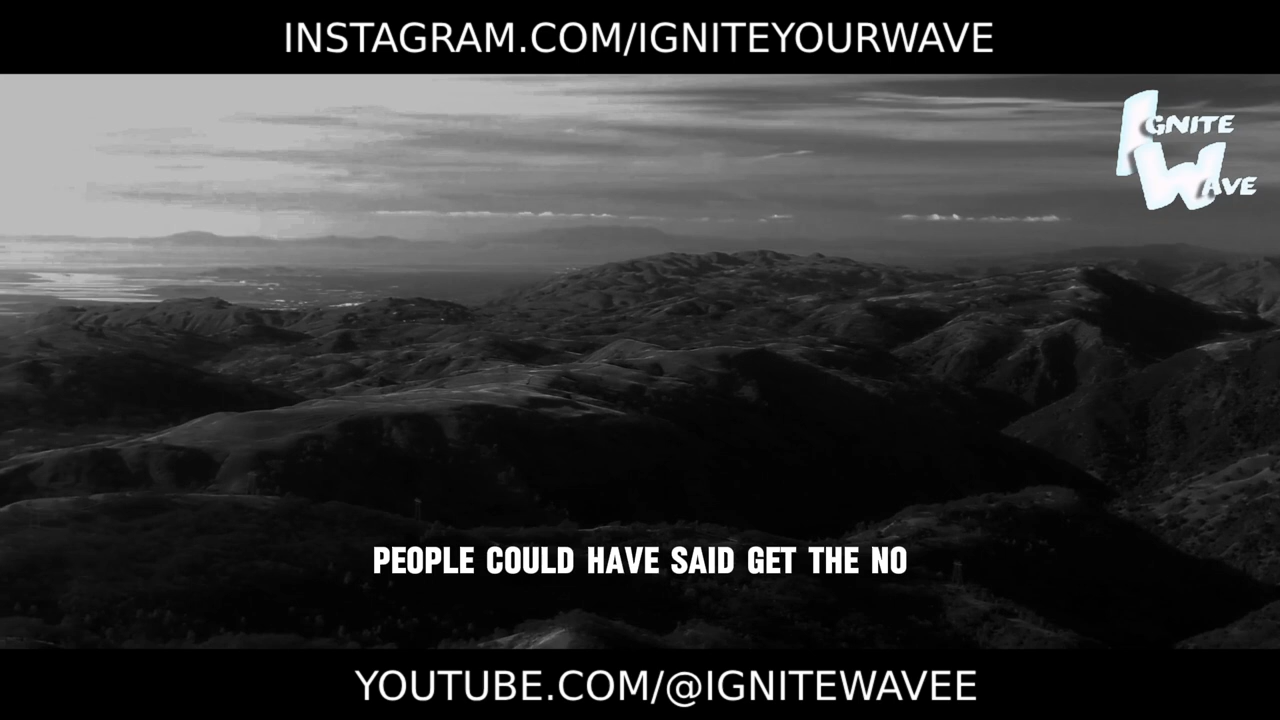 INSTAGRAM.COM/IGNITEYOURWAVE
IGNITE
WAVE
PEOPLE COULD HAVE SAID GET THE NO
YOUTUBE.COM/@IGNITEWAVEE